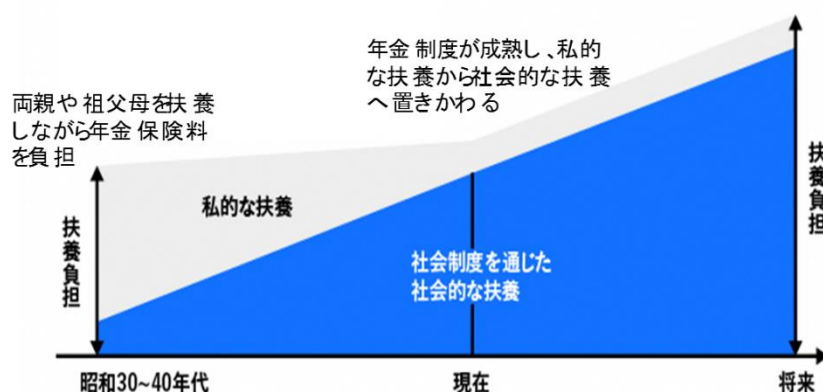 両親や祖父母を扶養
しながら年金保険料
を負担
年金制度が成熟し、私的
な扶養から社会的な扶養
へ置きかわる
扶養負担
私的な扶養
社会制度を通じた
社会的な扶養
扶養負担
昭和30~40年代
現在
将来